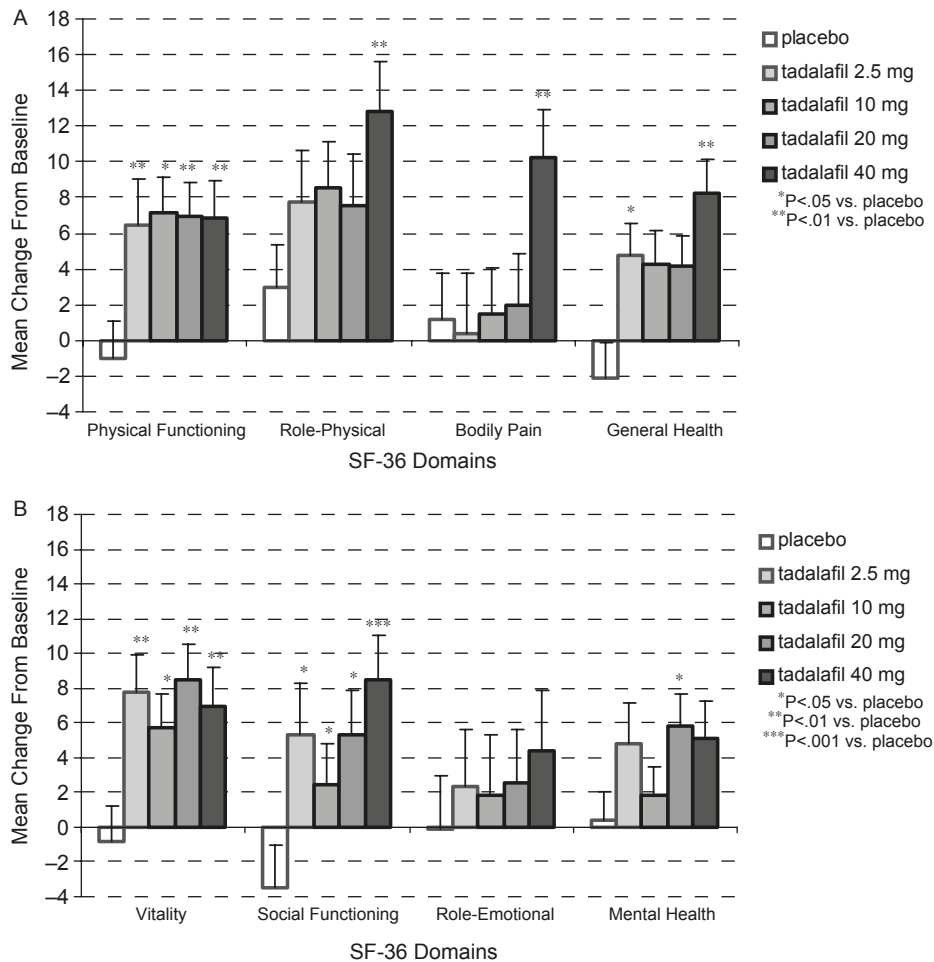 A
18
16
14
12
10
8
6
4
2
0
–2
–4
Mean Change From Baseline
** * ** **
**
**
* **
Physical Functioning Role-Physical Bodily Pain General Health
SF-36 Domains
placebo
tadalafil 2.5 mg
tadalafil 10 mg
tadalafil 20 mg
tadalafil 40 mg
*P<.05 vs. placebo
**P<.01 vs. placebo
B
18
16
14
12
10
8
6
4
2
0
–2
–4
Mean Change From Baseline
** * ** **
* * * ***
*
Vitality Social Functioning Role-Emotional Mental Health
SF-36 Domains
placebo
tadalafil 2.5 mg
tadalafil 10 mg
tadalafil 20 mg
tadalafil 40 mg
*P<.05 vs. placebo
**P<.01 vs. placebo
***P<.001 vs. placebo